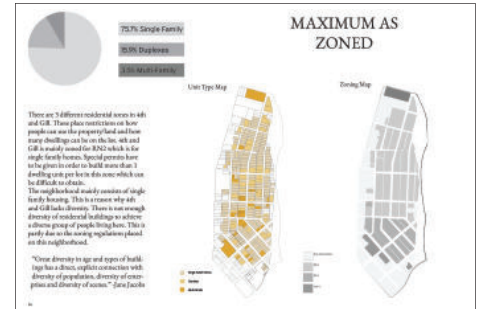 75.7% Single Family
15.9% Duplexes
Multi-Family
MAXIMUM AS
ZONED
Unit Type Map
Zoning Map
There are 3 different residential zones in 4th
and Gill. These place restrictions on how
people can use the property/land and how
many dwellings can be on the lot. 4th and
Gill is mainly zoned for RN2 which is for
single family homes. Special permits have
to be given in order to build more than 1
dwelling unit per lot in this zone which can
be difficult to obtain.
The neighborhood mainly consists of single
family housing. This is a reason why 4th
and Gill lacks diversity. There is not enough
diversity of residential buildings to achieve
a diverse group of people living here. This is
partly due to the zoning regulations placed
on this neighborhood.
"Great diversity in age and types of build-
ings has a direct, explicit connection with
diversity of population, diversity of enter-
prises and diversity of scenes." -Jane Jacobs